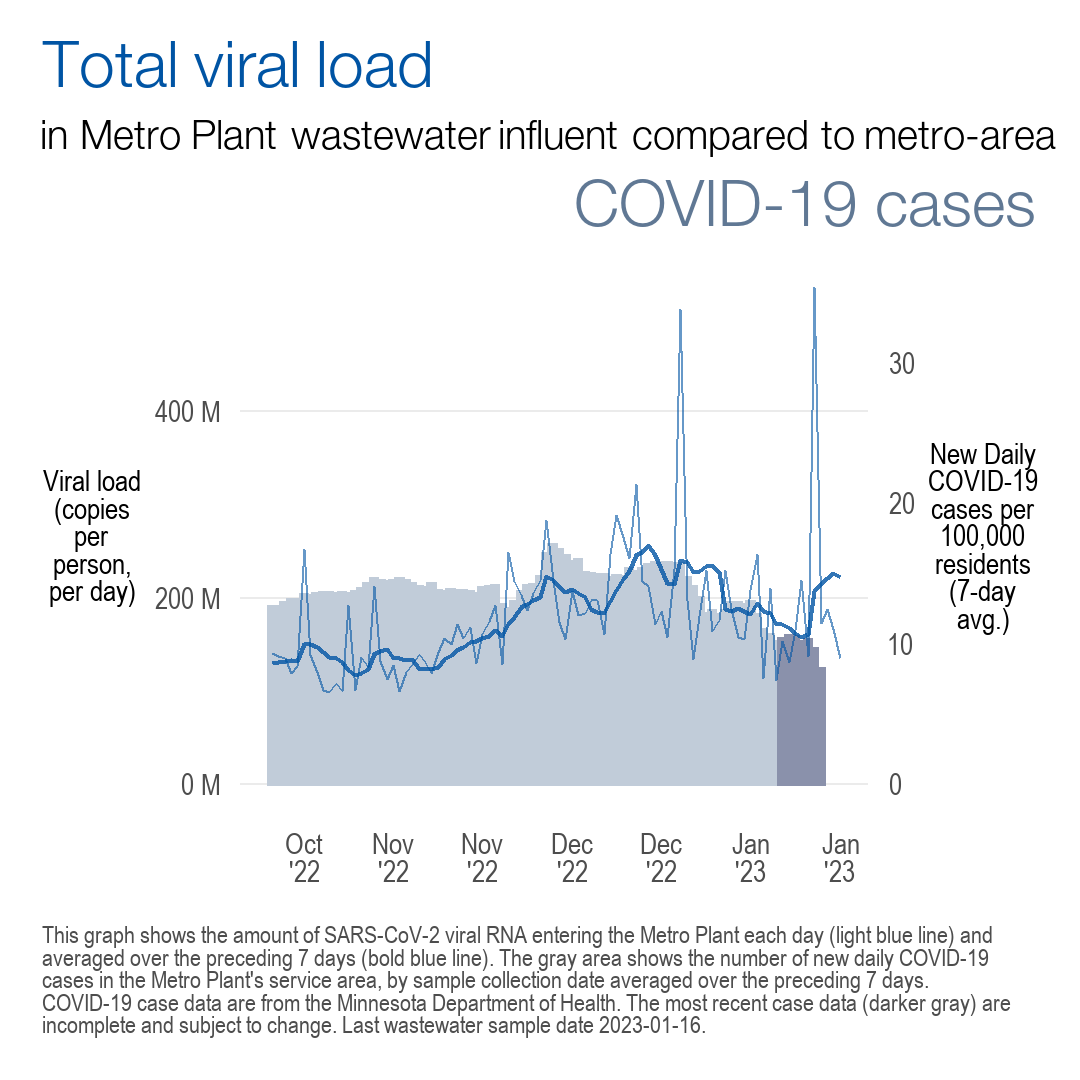 Total viral load
in Metro Plant wastewater influent compared to metro-area
COVID-19 cases
30
400 M
New Daily
COVID-19
cases per
100,000
residents
(7-day
avg.)
Viral load
(copies
per
person,
per day)
20
200 M
10
0 M
0
Oct
'22
Nov
'22
Nov
'22
Dec
'22
Dec
'22
Jan
'23
Jan
'23
This graph shows the amount of SARS-CoV-2 viral RNA entering the Metro Plant each day (light blue line) and
averaged over the preceding 7 days (bold blue line). The gray area shows the number of new daily COVID-19
cases in the Metro Plant's service area, by sample collection date averaged over the preceding 7 days.
COVID-19 case data are from the Minnesota Department of Health. The most recent case data (darker gray) are
incomplete and subject to change. Last wastewater sample date 2023-01-16.